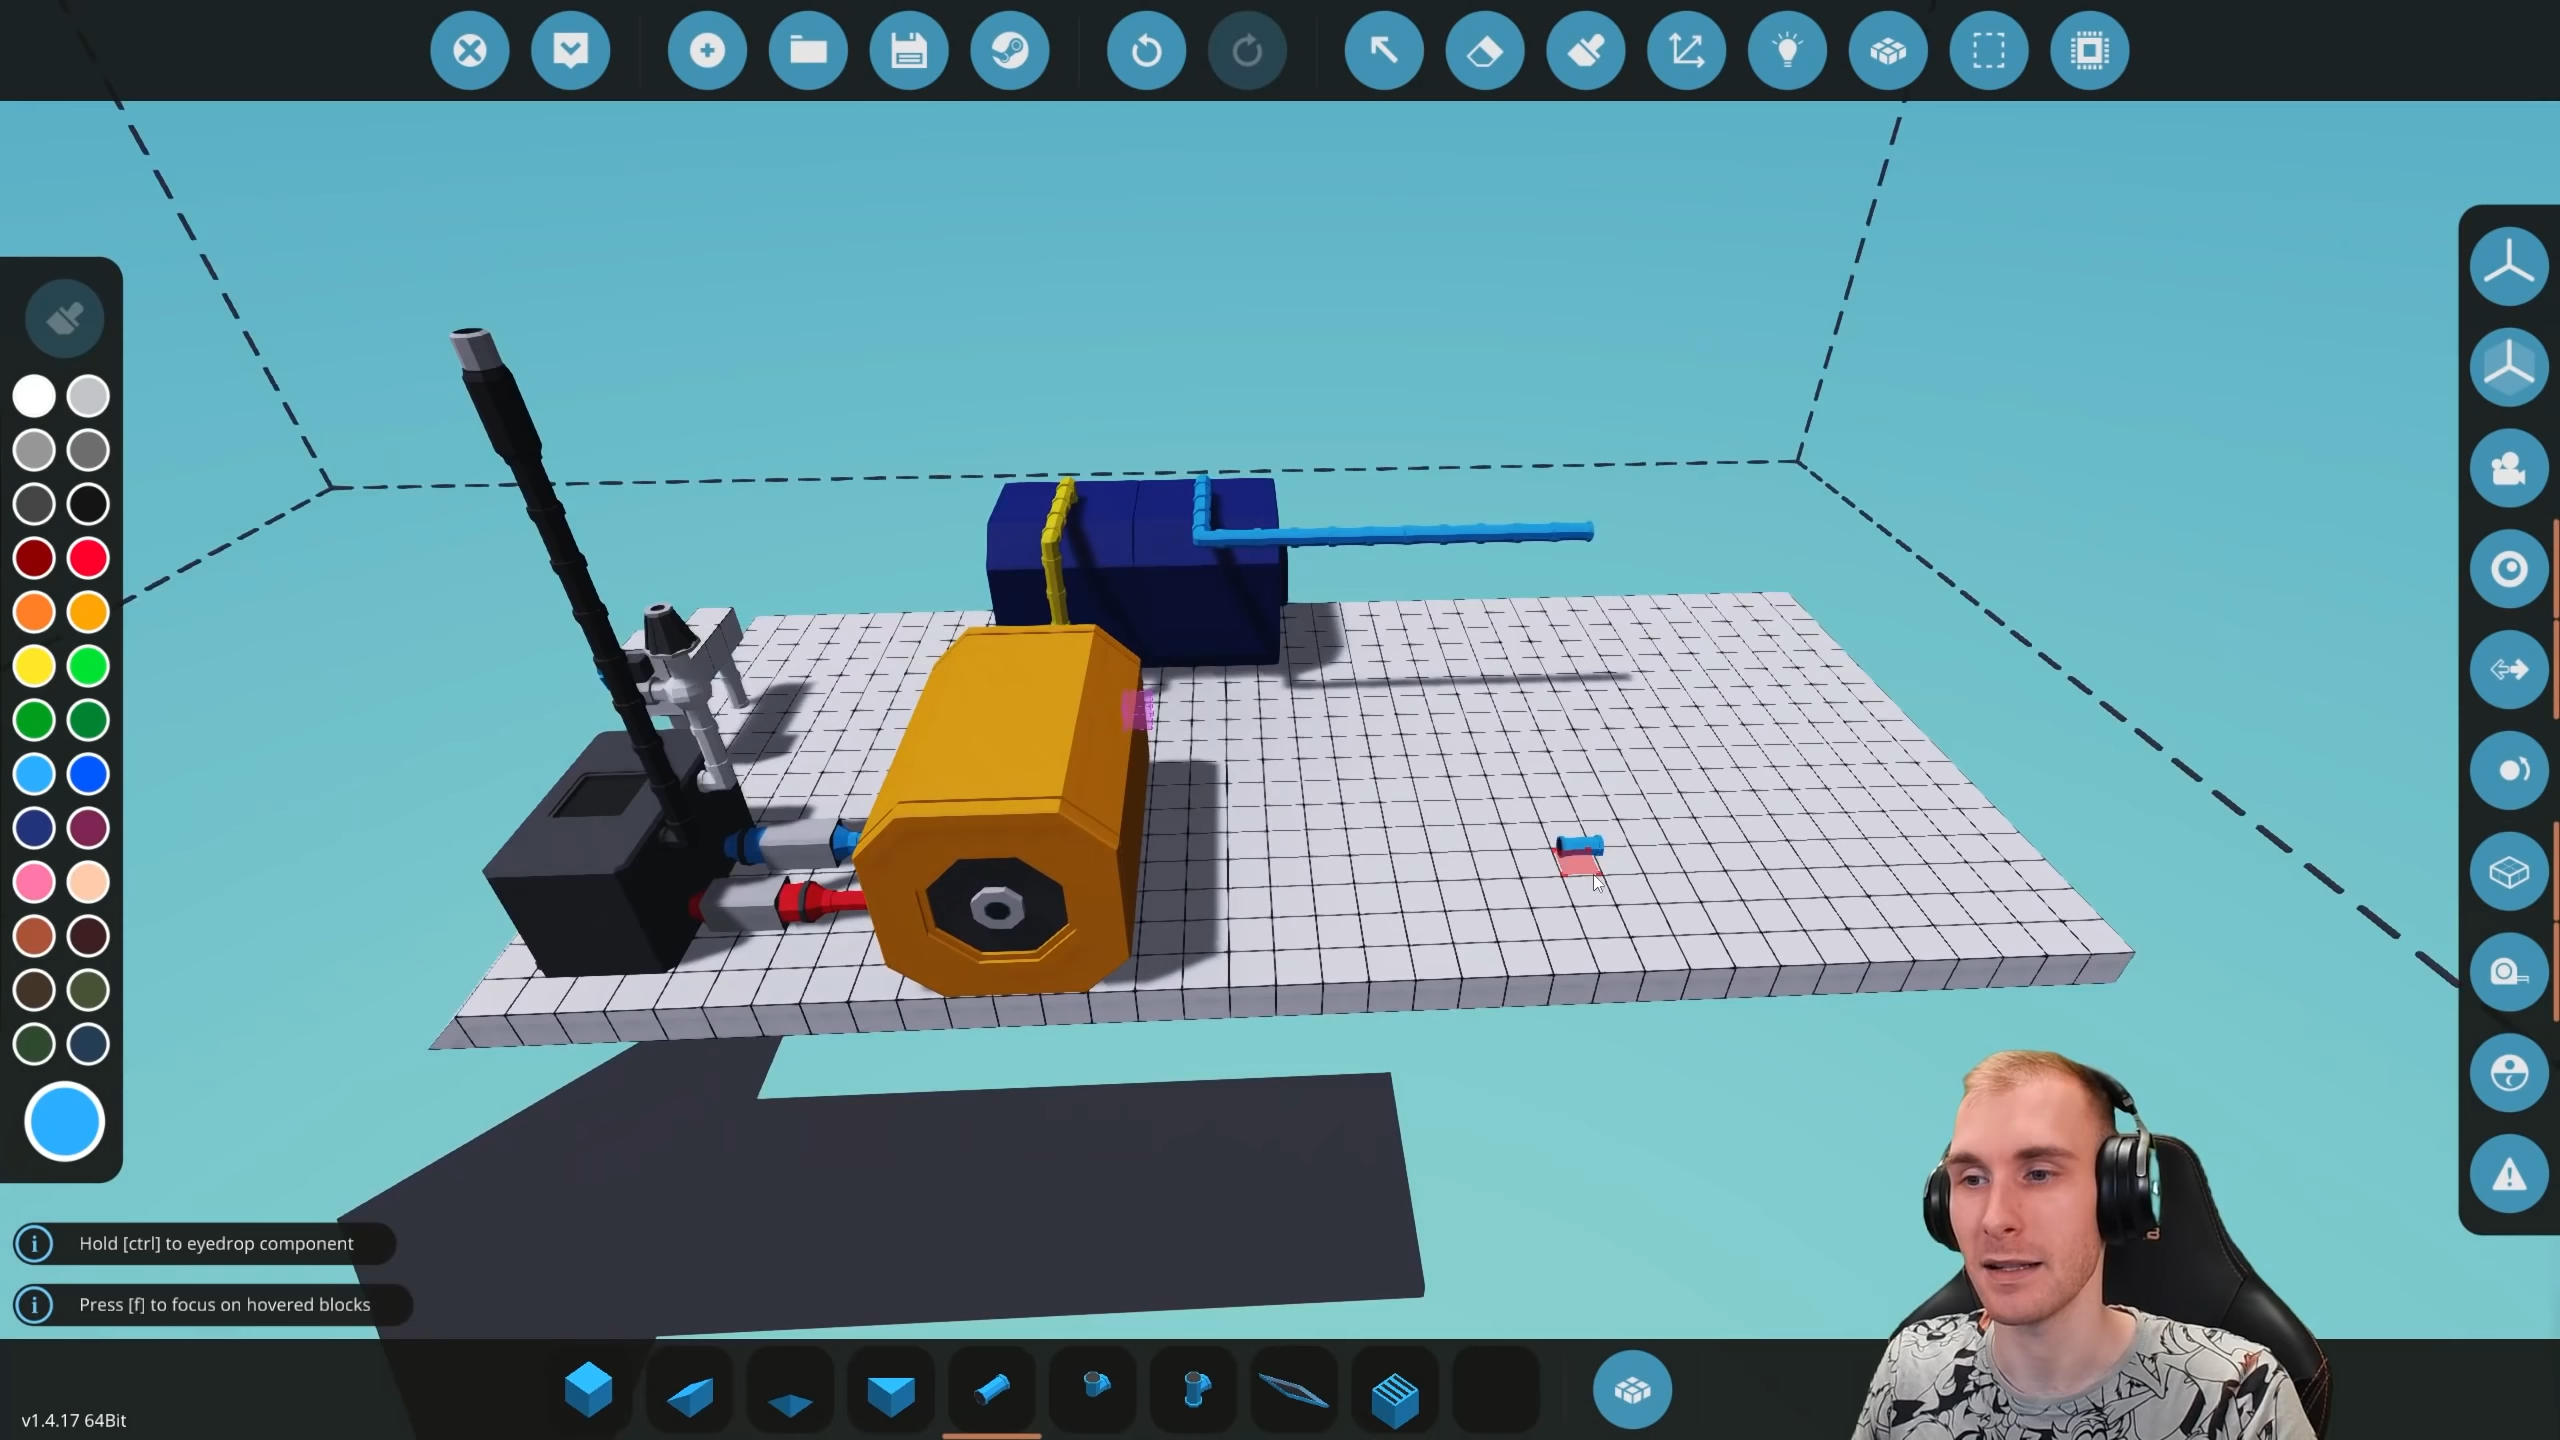 Hold [ctrl] to eyedrop component
Press [f] to focus on hovered blocks
v1.4.17 64Bit